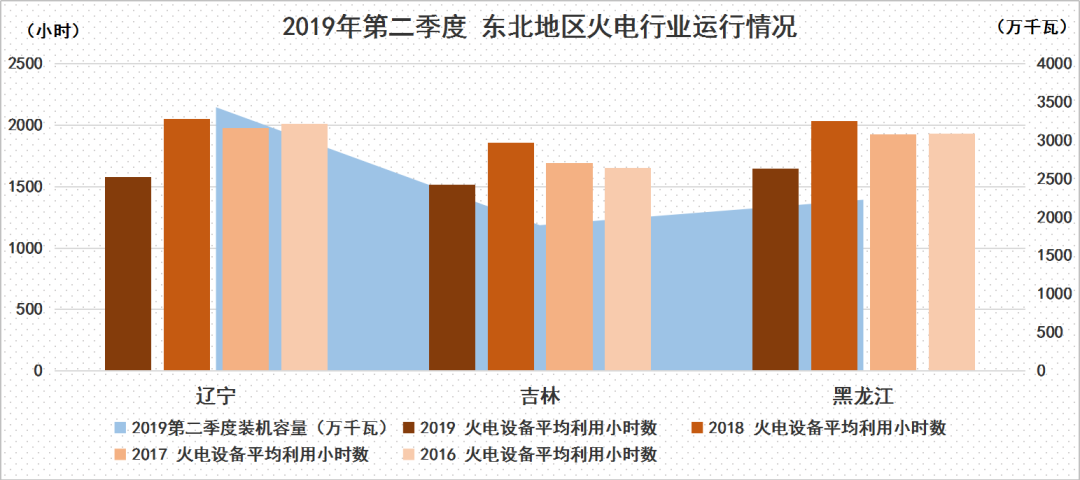 2019年第二季度 东北地区火电行业运行情况
（小时） （万千瓦）
2500 4000
3500
2000 3000
1500 2500
2000
1000 1500
1000
500 500
0 0
辽宁 吉林 黑龙江
2019第二季度装机容量（万千瓦） 2019 火电设备平均利用小时数 2018 火电设备平均利用小时数
2017 火电设备平均利用小时数 2016 火电设备平均利用小时数